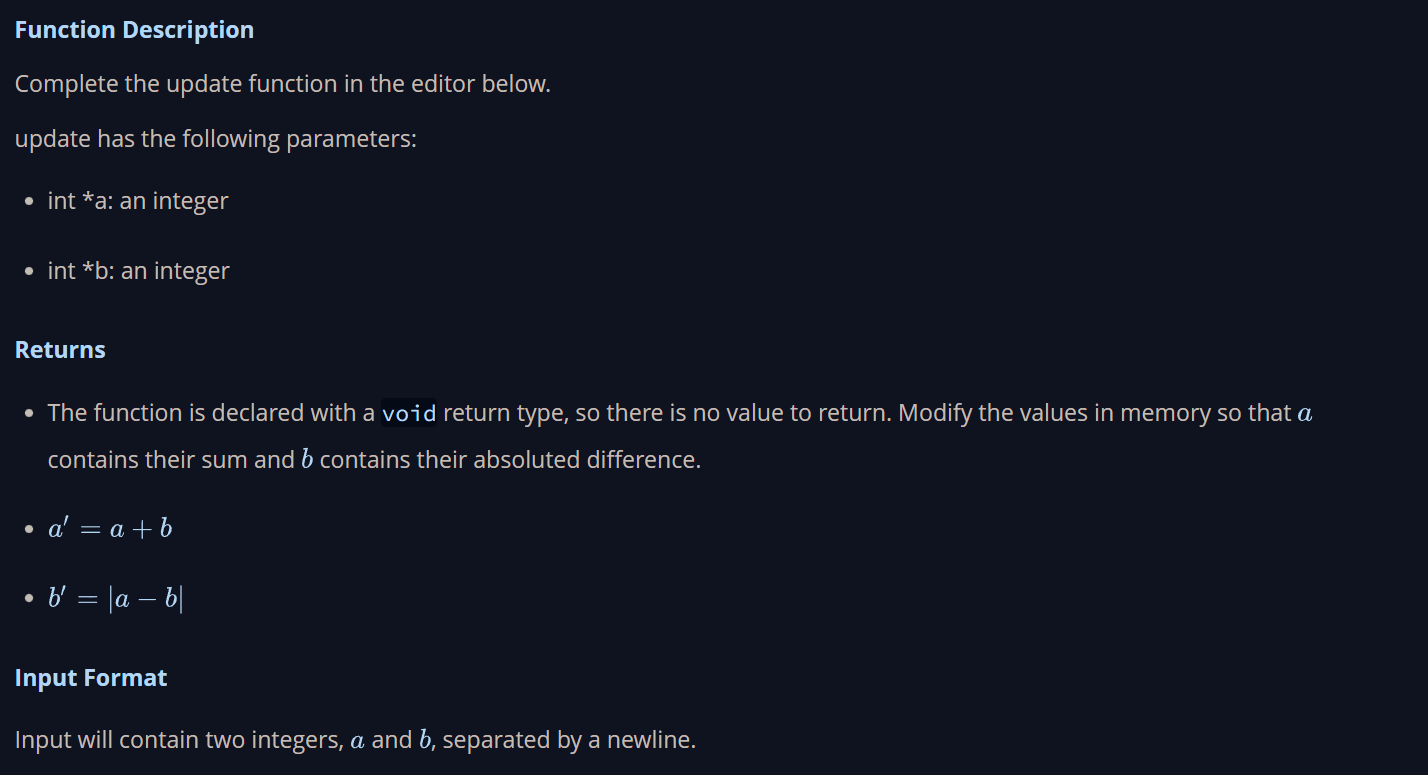 Function Description
Complete the update function in the editor below.
update has the following parameters:
• int *a: an integer
• int *b: an integer
Returns
• The function is declared with a void return type, so there is no value to return. Modify the values in memory so that a
contains their sum and b contains their absoluted difference.
• a′ = a + b
• b′ = |a − b|
Input Format
Input will contain two integers, a and b, separated by a newline.